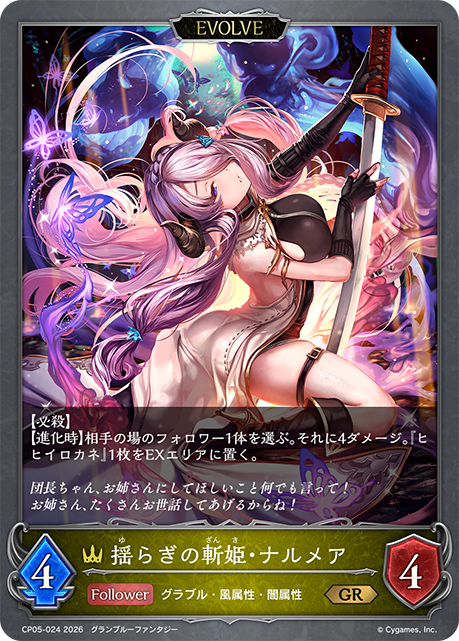 EVOLVE
【必殺】
【進化時】相手の場のフォロワー1体を選ぶ。それに4ダメージ。『ヒ
ヒイロカネ』1枚をEXエリアに置く。
団長ちゃん、お姉さんにしてほしいこと何でも言って！
お姉さん、たくさんお世話してあげるからね！
ゆ ざんき
揺らぎの斬姫・ナルメア
4
4
Follower グラブル・風属性・闇属性 GR
CP05-024 2026 グランブルーファンタジー
© Cygames, Inc.